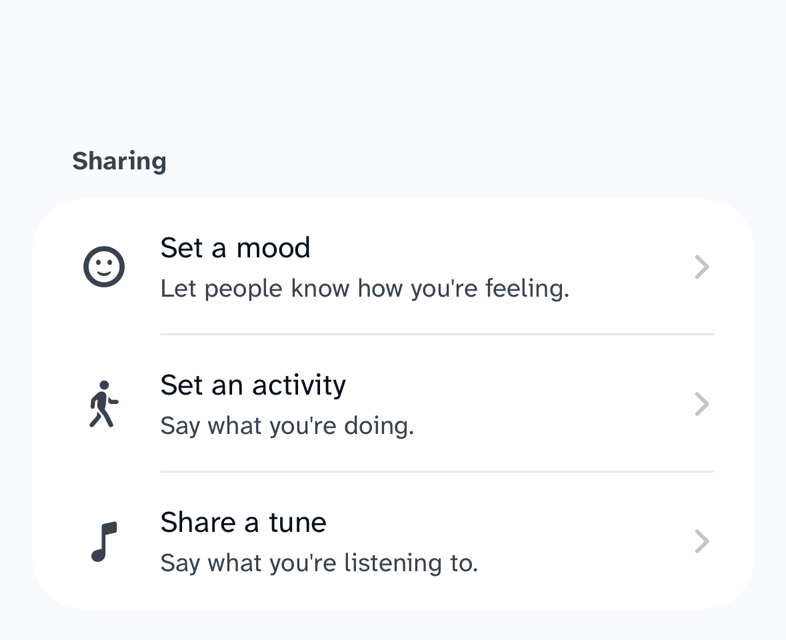 Sharing
Set a mood
Let people know how you're feeling.
Set an activity
Say what you're doing.
Share a tune
Say what you're listening to.